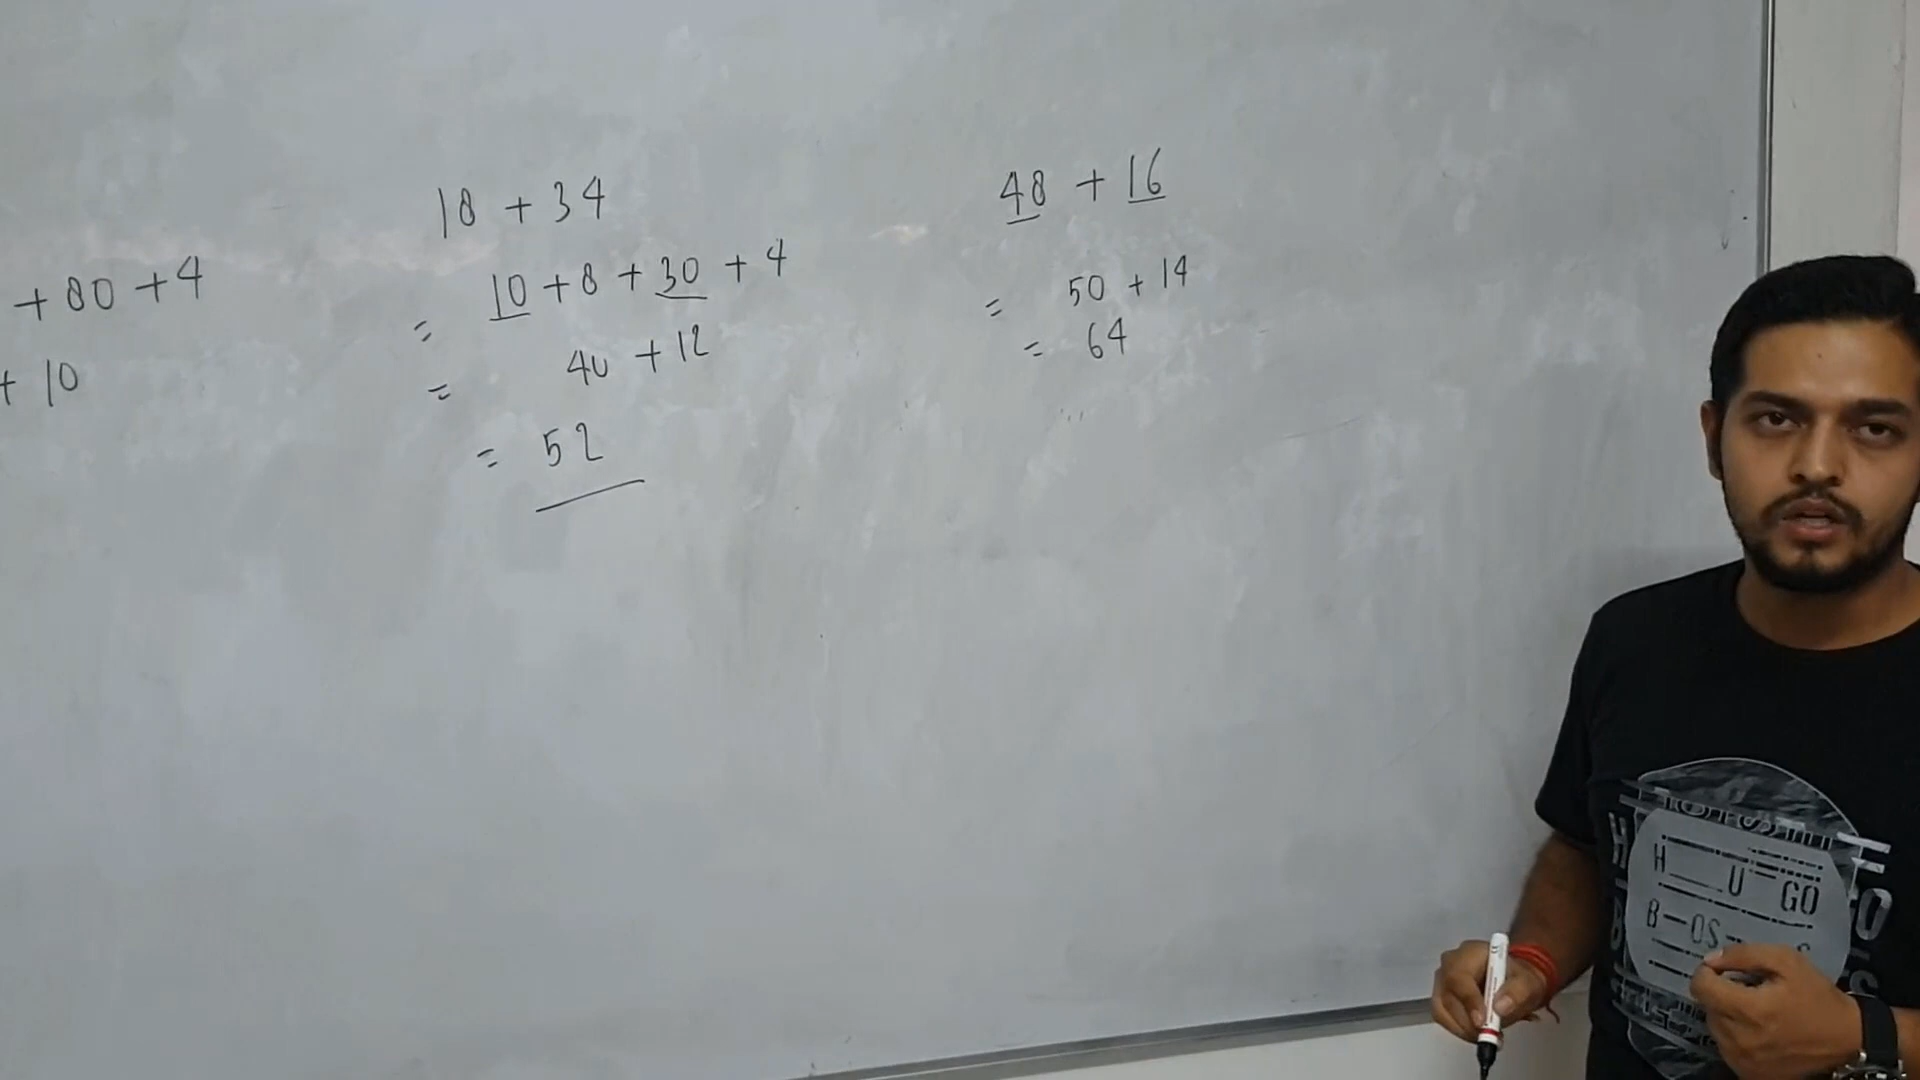 + 80 + 4
+ 10
18 + 34
= 10 + 8 + 30 + 4
= 40 + 12
= 52
48 + 16
= 50 + 14
= 64
H U GO
B OS S